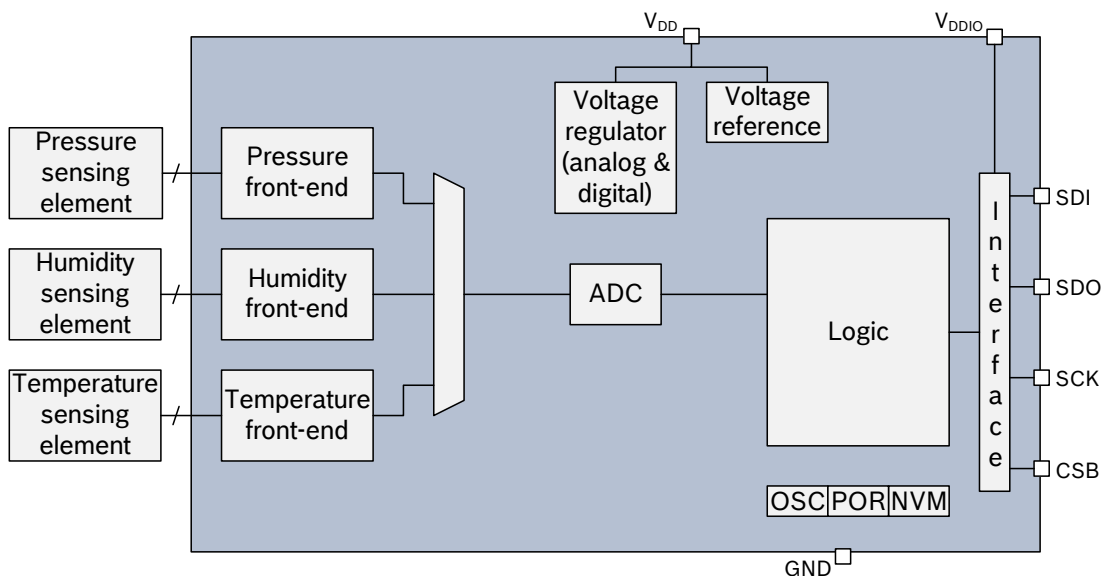 VDD
VDDIO
Voltage
regulator
(analog &
digital)
Voltage
reference
Pressure
sensing
element
Pressure
front-end
Humidity
sensing
element
Humidity
front-end
Temperature
sensing
element
Temperature
front-end
ADC
Logic
Interface
SDI
SDO
SCK
CSB
OSC
POR
NVM
GND